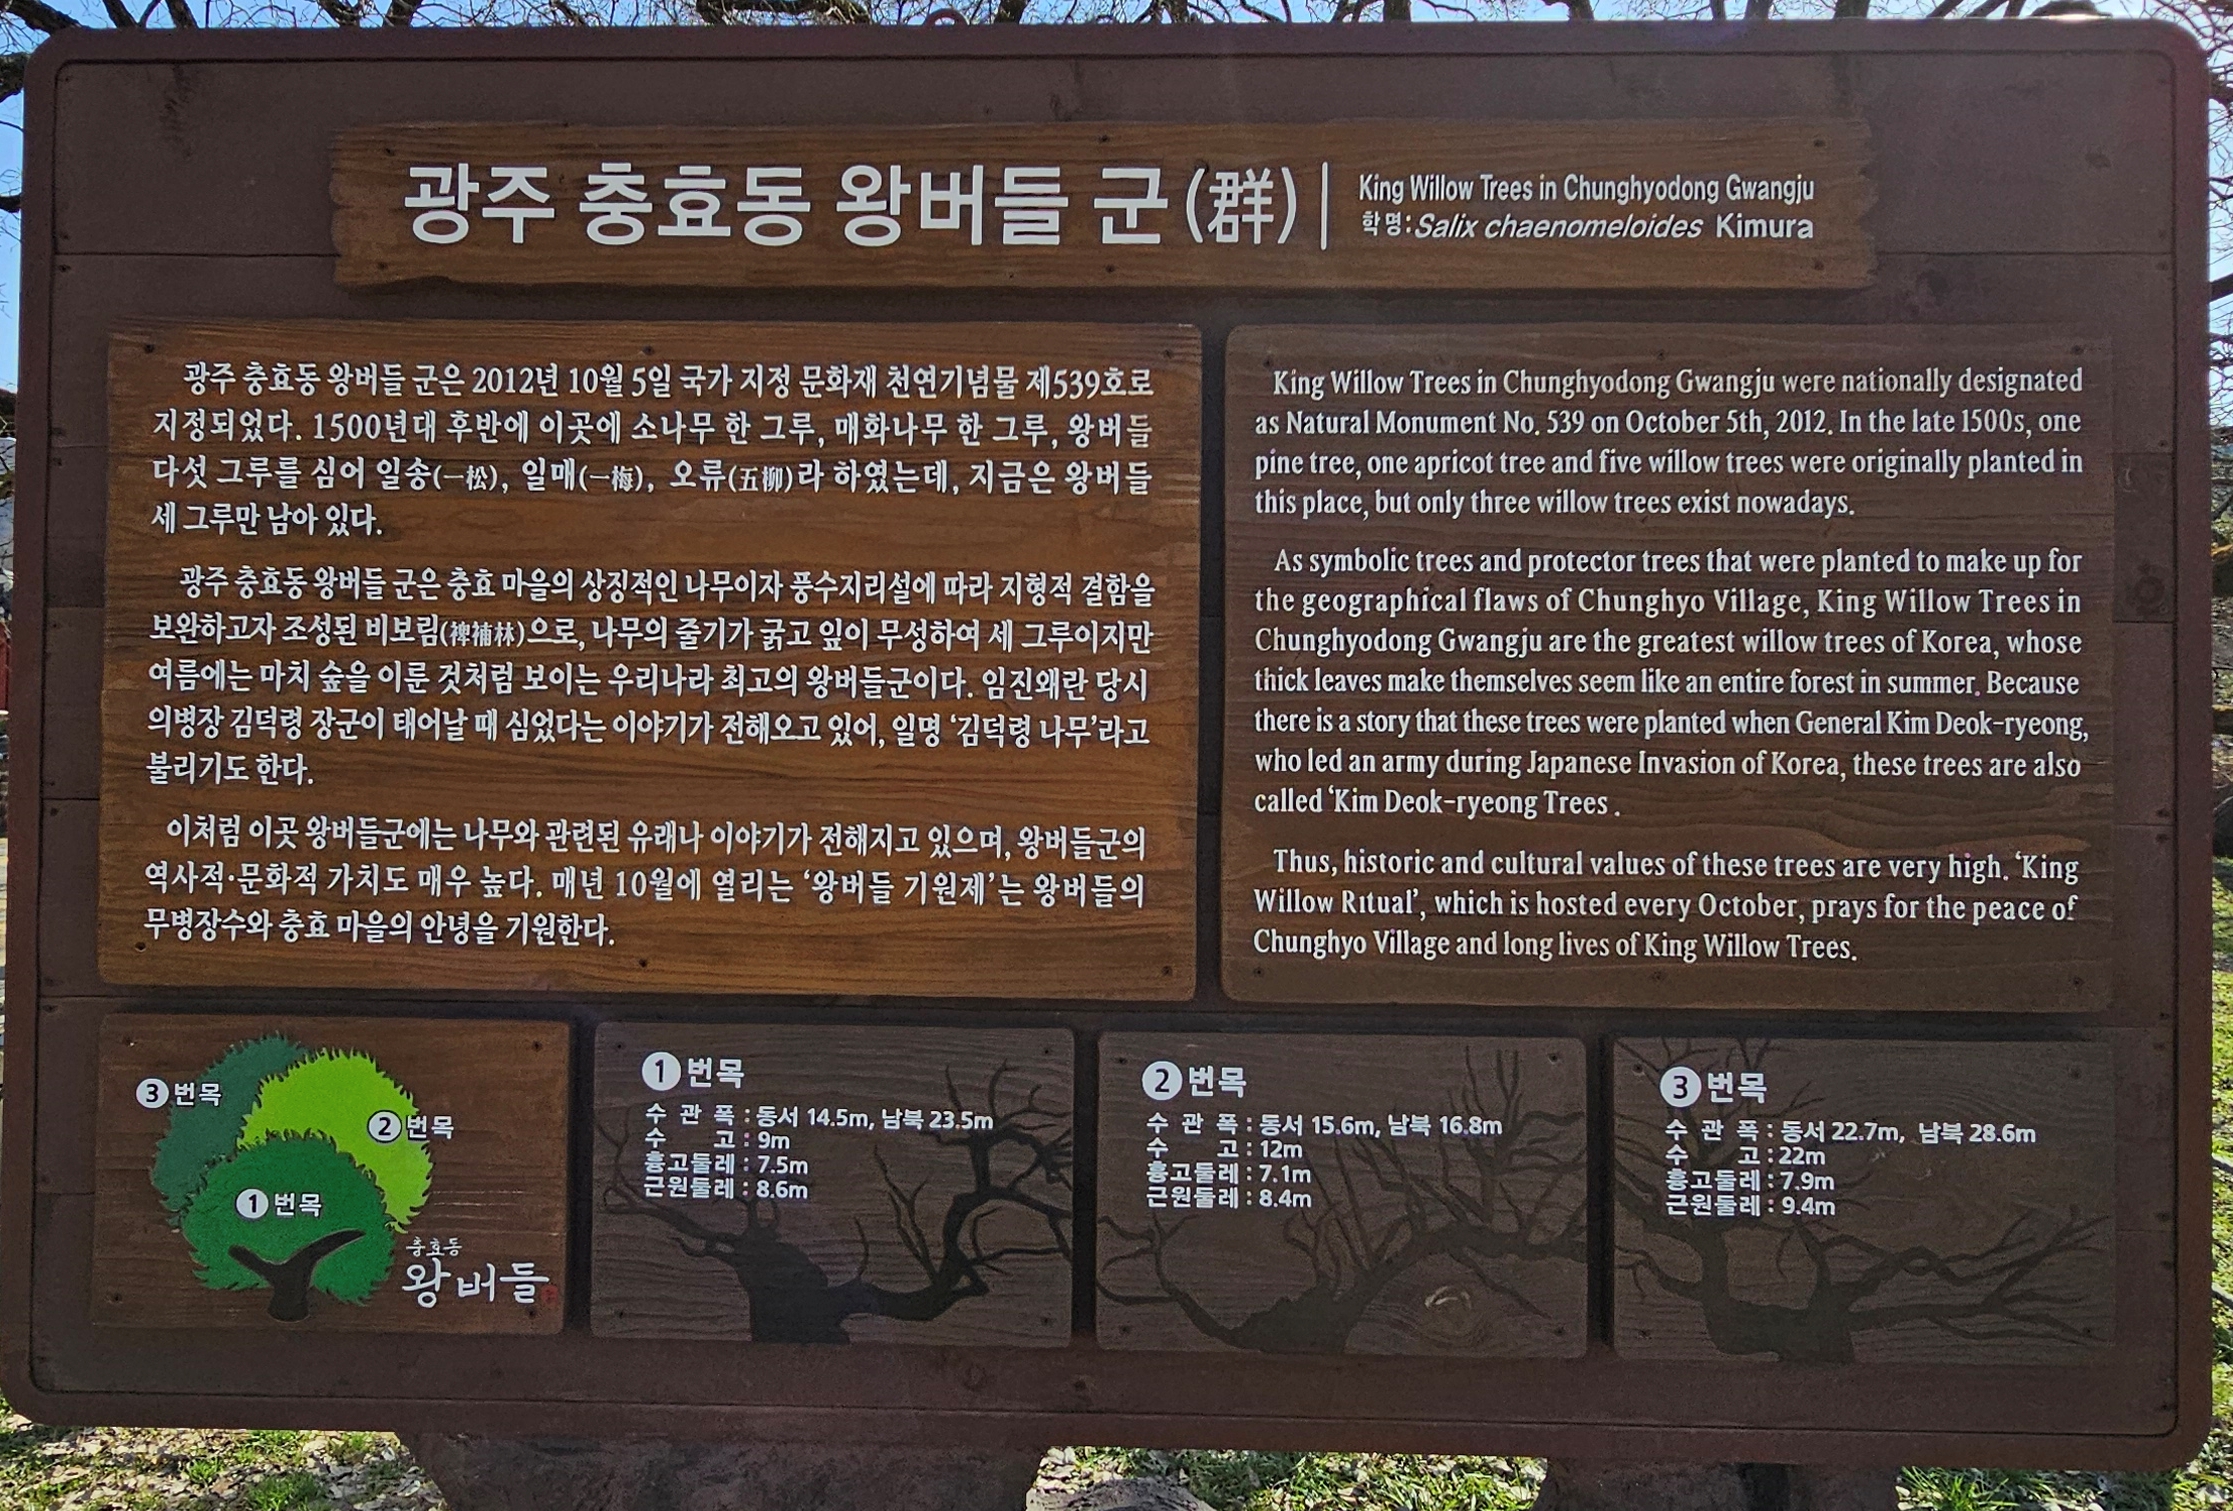 광주 충효동 왕버들 군(群)
King Willow Trees in Chunghyodong Gwangju
학명:Salix chaenomeloides Kimura
광주 충효동 왕버들 군은 2012년 10월 5일 국가 지정 문화재 천연기념물 제539호로
지정되었다. 1500년대 후반에 이곳에 소나무 한 그루, 매화나무 한 그루, 왕버들
다섯 그루를 심어 일송(一松), 일매(一梅), 오류(五柳)라 하였는데, 지금은 왕버들
세 그루만 남아 있다.
광주 충효동 왕버들 군은 충효 마을의 상징적인 나무이자 풍수지리설에 따라 지형적 결함을
보완하고자 조성된 비보림(裨補林)으로, 나무의 줄기가 굵고 잎이 무성하여 세 그루이지만
여름에는 마치 숲을 이룬 것처럼 보이는 우리나라 최고의 왕버들군이다. 임진왜란 당시
의병장 김덕령 장군이 태어날 때 심었다는 이야기가 전해오고 있어, 일명 ‘김덕령 나무’라고
불리기도 한다.
이처럼 이곳 왕버들군에는 나무와 관련된 유래나 이야기가 전해지고 있으며, 왕버들군의
역사적·문화적 가치도 매우 높다. 매년 10월에 열리는 ‘왕버들 기원제’는 왕버들의
무병장수와 충효 마을의 안녕을 기원한다.
King Willow Trees in Chunghyodong Gwangju were nationally designated
as Natural Monument No. 539 on October 5th, 2012. In the late 1500s, one
pine tree, one apricot tree and five willow trees were originally planted in
this place, but only three willow trees exist nowadays.
As symbolic trees and protector trees that were planted to make up for
the geographical flaws of Chunghyo Village, King Willow Trees in
Chunghyodong Gwangju are the greatest willow trees of Korea, whose
thick leaves make themselves seem like an entire forest in summer. Because
there is a story that these trees were planted when General Kim Deok-ryeong,
who led an army during Japanese Invasion of Korea, these trees are also
called ‘Kim Deok-ryeong Trees .
Thus, historic and cultural values of these trees are very high. ‘King
Willow Ritual’, which is hosted every October, prays for the peace of
Chunghyo Village and long lives of King Willow Trees.
③ 번목
② 번목
① 번목
충효동
왕버들
① 번목
수 관 폭 : 동서 14.5m, 남북 23.5m
수 고 : 9m
흉고둘레 : 7.5m
근원둘레 : 8.6m
② 번목
수 관 폭 : 동서 15.6m, 남북 16.8m
수 고 : 12m
흉고둘레 : 7.1m
근원둘레 : 8.4m
③ 번목
수 관 폭 : 동서 22.7m, 남북 28.6m
수 고 : 22m
흉고둘레 : 7.9m
근원둘레 : 9.4m